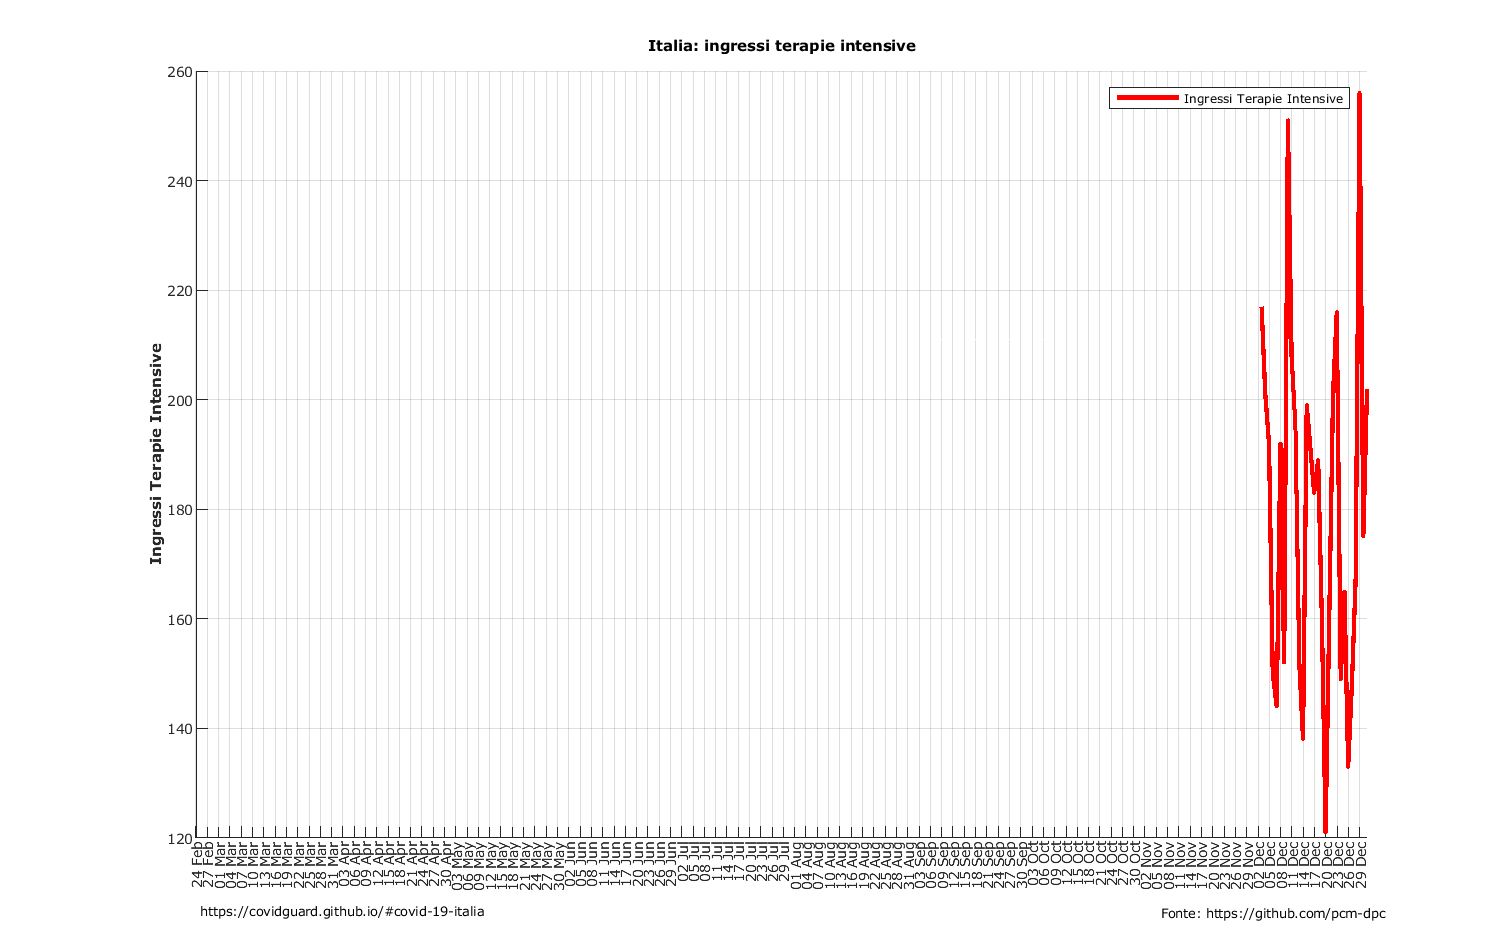 Italia: ingressi terapie intensive
260
240
220
200
180
160
140
120
Ingressi Terapie Intensive
Ingressi Terapie Intensive
24 Feb
27 Feb
01 Mar
04 Mar
07 Mar
10 Mar
13 Mar
16 Mar
19 Mar
22 Mar
25 Mar
28 Mar
31 Mar
03 Apr
06 Apr
09 Apr
12 Apr
15 Apr
18 Apr
21 Apr
24 Apr
27 Apr
30 Apr
03 May
06 May
09 May
12 May
15 May
18 May
21 May
24 May
27 May
30 May
02 Jun
05 Jun
08 Jun
11 Jun
14 Jun
17 Jun
20 Jun
23 Jun
26 Jun
29 Jun
02 Jul
05 Jul
08 Jul
11 Jul
14 Jul
17 Jul
20 Jul
23 Jul
26 Jul
29 Jul
01 Aug
04 Aug
07 Aug
10 Aug
13 Aug
16 Aug
19 Aug
22 Aug
25 Aug
28 Aug
31 Aug
03 Sep
06 Sep
09 Sep
12 Sep
15 Sep
18 Sep
21 Sep
24 Sep
27 Sep
30 Sep
03 Oct
06 Oct
09 Oct
12 Oct
15 Oct
18 Oct
21 Oct
24 Oct
27 Oct
30 Oct
02 Nov
05 Nov
08 Nov
11 Nov
14 Nov
17 Nov
20 Nov
23 Nov
26 Nov
29 Nov
02 Dec
05 Dec
08 Dec
11 Dec
14 Dec
17 Dec
20 Dec
23 Dec
26 Dec
29 Dec
https://covidguard.github.io/#covid-19-italia
Fonte: https://github.com/pcm-dpc